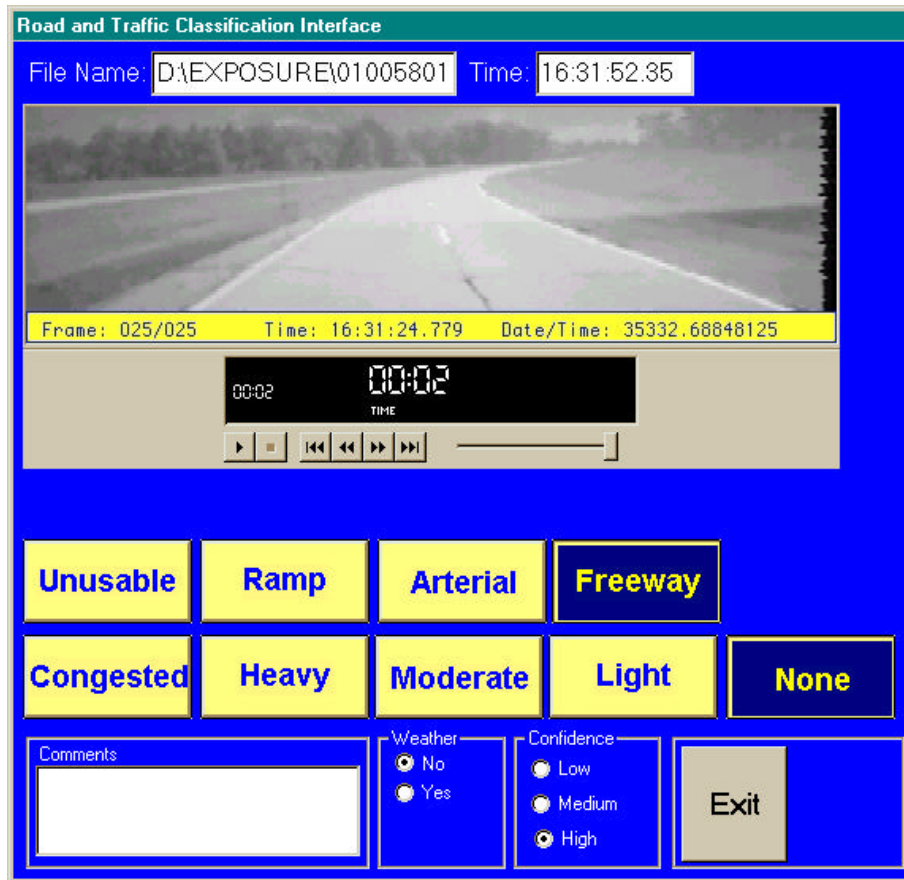 Road and Traffic Classification Interface
File Name: D:\EXPOSURE\01005801 Time: 16:31:52.35
Frame: 025/025 Time: 16:31:24.779 Date/Time: 35332.68848125
00:02 00:02
TIME
Unusable Ramp Arterial Freeway
Congested Heavy Moderate Light None
Comments Weather Confidence
No Low
Yes Medium
High
Exit